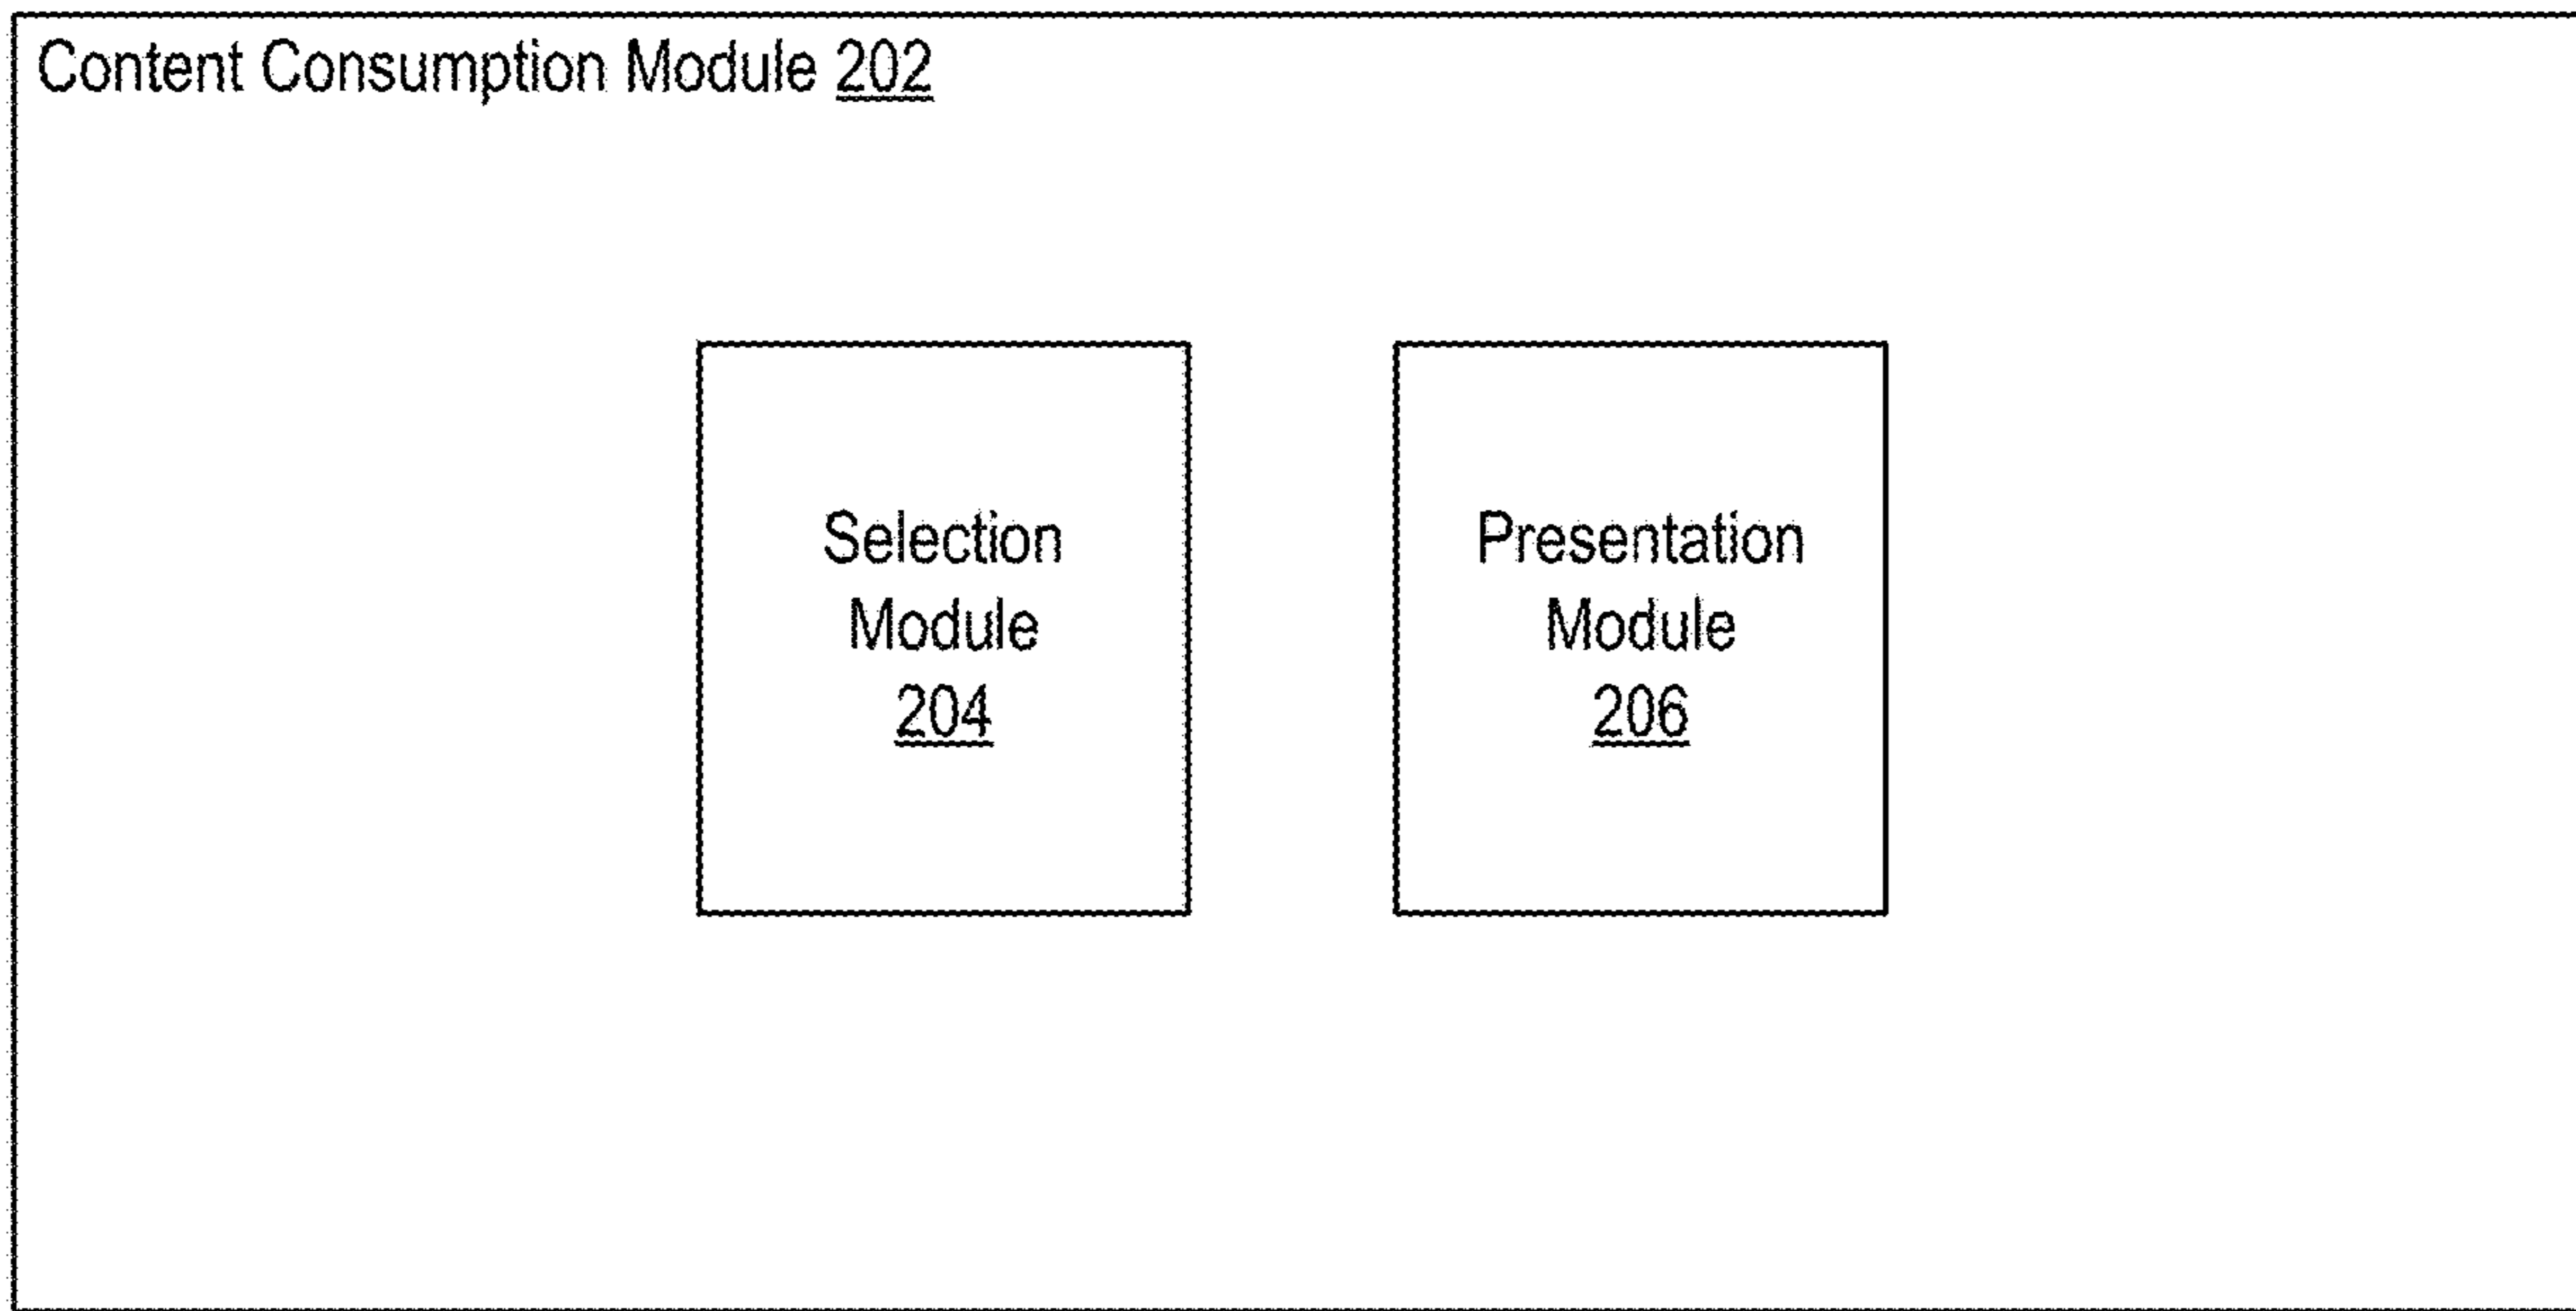 Content Consumption Module 202
Selection
Module
204
Presentation
Module
206